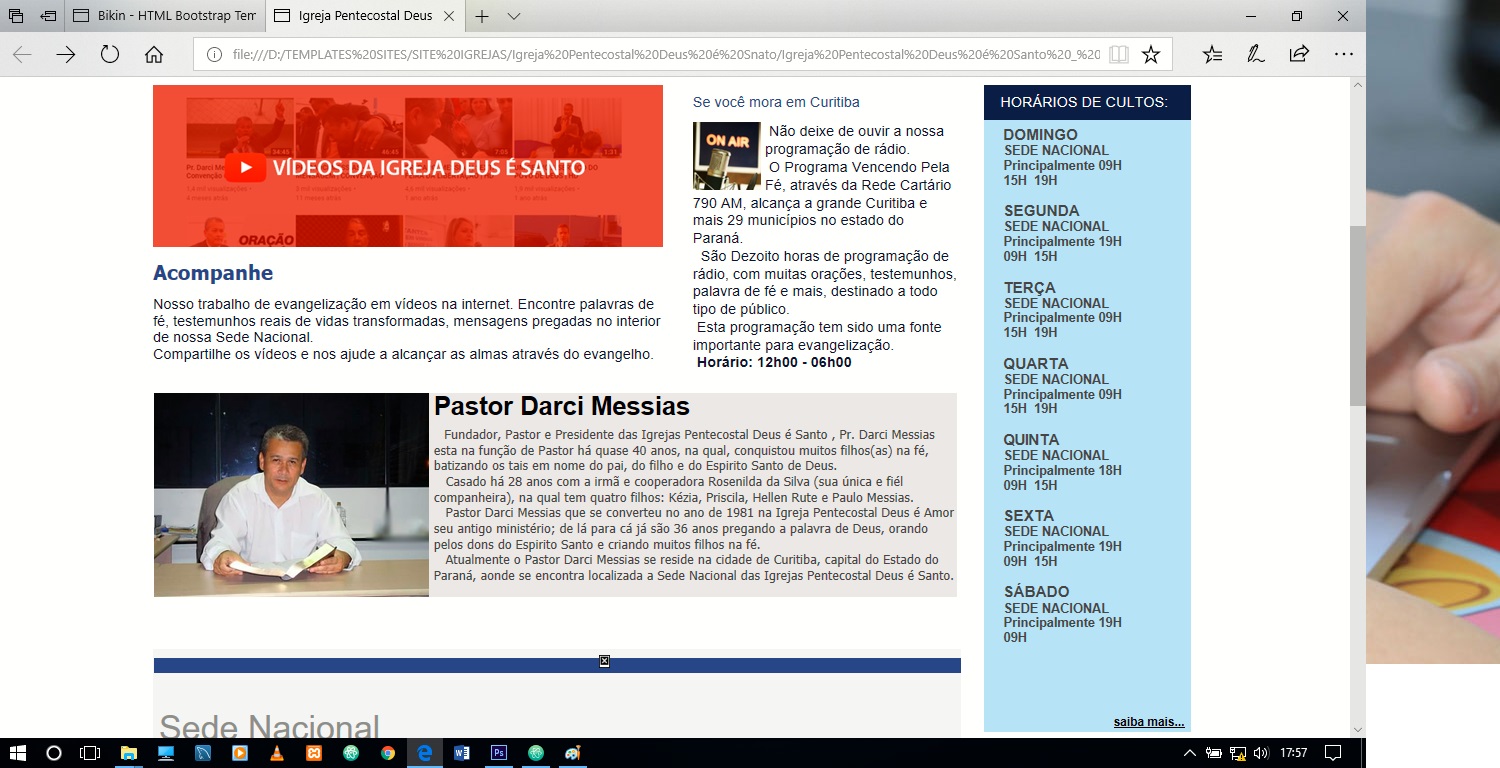 Bikin - HTML Bootstrap Tem
Igreja Pentecostal Deus
file:///D:/TEMPLATES%20SITES/SITE%20IGREJAS/Igreja%20Pentecostal%20Deus%20é%20Snato/Igreja%20Pentecostal%20Deus%20é%20Santo%20_%20
34:45
46:45
7:03
1:31
VÍDEOS DA IGREJA DEUS É SANTO
ORAÇÃO
Acompanhe
Nosso trabalho de evangelização em vídeos na internet. Encontre palavras de
fé, testemunhos reais de vidas transformadas, mensagens pregadas no interior
de nossa Sede Nacional.
Compartilhe os vídeos e nos ajude a alcançar as almas através do evangelho.
Se você mora em Curitiba
ON AIR
Não deixe de ouvir a nossa
programação de rádio.
O Programa Vencendo Pela
Fé, através da Rede Cartário
790 AM, alcança a grande Curitiba e
mais 29 municípios no estado do
Paraná.
São Dezoito horas de programação de
rádio, com muitas orações, testemunhos,
palavra de fé e mais, destinado a todo
tipo de público.
Esta programação tem sido uma fonte
importante para evangelização.
Horário: 12h00 - 06h00
Pastor Darci Messias
Fundador, Pastor e Presidente das Igrejas Pentecostal Deus é Santo , Pr. Darci Messias
esta na função de Pastor há quase 40 anos, na qual, conquistou muitos filhos(as) na fé,
batizando os tais em nome do pai, do filho e do Espirito Santo de Deus.
Casado há 28 anos com a irmã e cooperadora Rosenilda da Silva (sua única e fiél
companheira), na qual tem quatro filhos: Kézia, Priscila, Hellen Rute e Paulo Messias.
Pastor Darci Messias que se converteu no ano de 1981 na Igreja Pentecostal Deus é Amor
seu antigo ministério; de lá para cá já são 36 anos pregando a palavra de Deus, orando
pelos dons do Espirito Santo e criando muitos filhos na fé.
Atualmente o Pastor Darci Messias se reside na cidade de Curitiba, capital do Estado do
Paraná, aonde se encontra localizada a Sede Nacional das Igrejas Pentecostal Deus é Santo.
Sede Nacional
HORÁRIOS DE CULTOS:
DOMINGO
SEDE NACIONAL
Principalmente 09H
15H 19H
SEGUNDA
SEDE NACIONAL
Principalmente 19H
09H 15H
TERÇA
SEDE NACIONAL
Principalmente 09H
15H 19H
QUARTA
SEDE NACIONAL
Principalmente 09H
15H 19H
QUINTA
SEDE NACIONAL
Principalmente 18H
09H 15H
SEXTA
SEDE NACIONAL
Principalmente 19H
09H 15H
SÁBADO
SEDE NACIONAL
Principalmente 19H
09H
saiba mais...
17:57